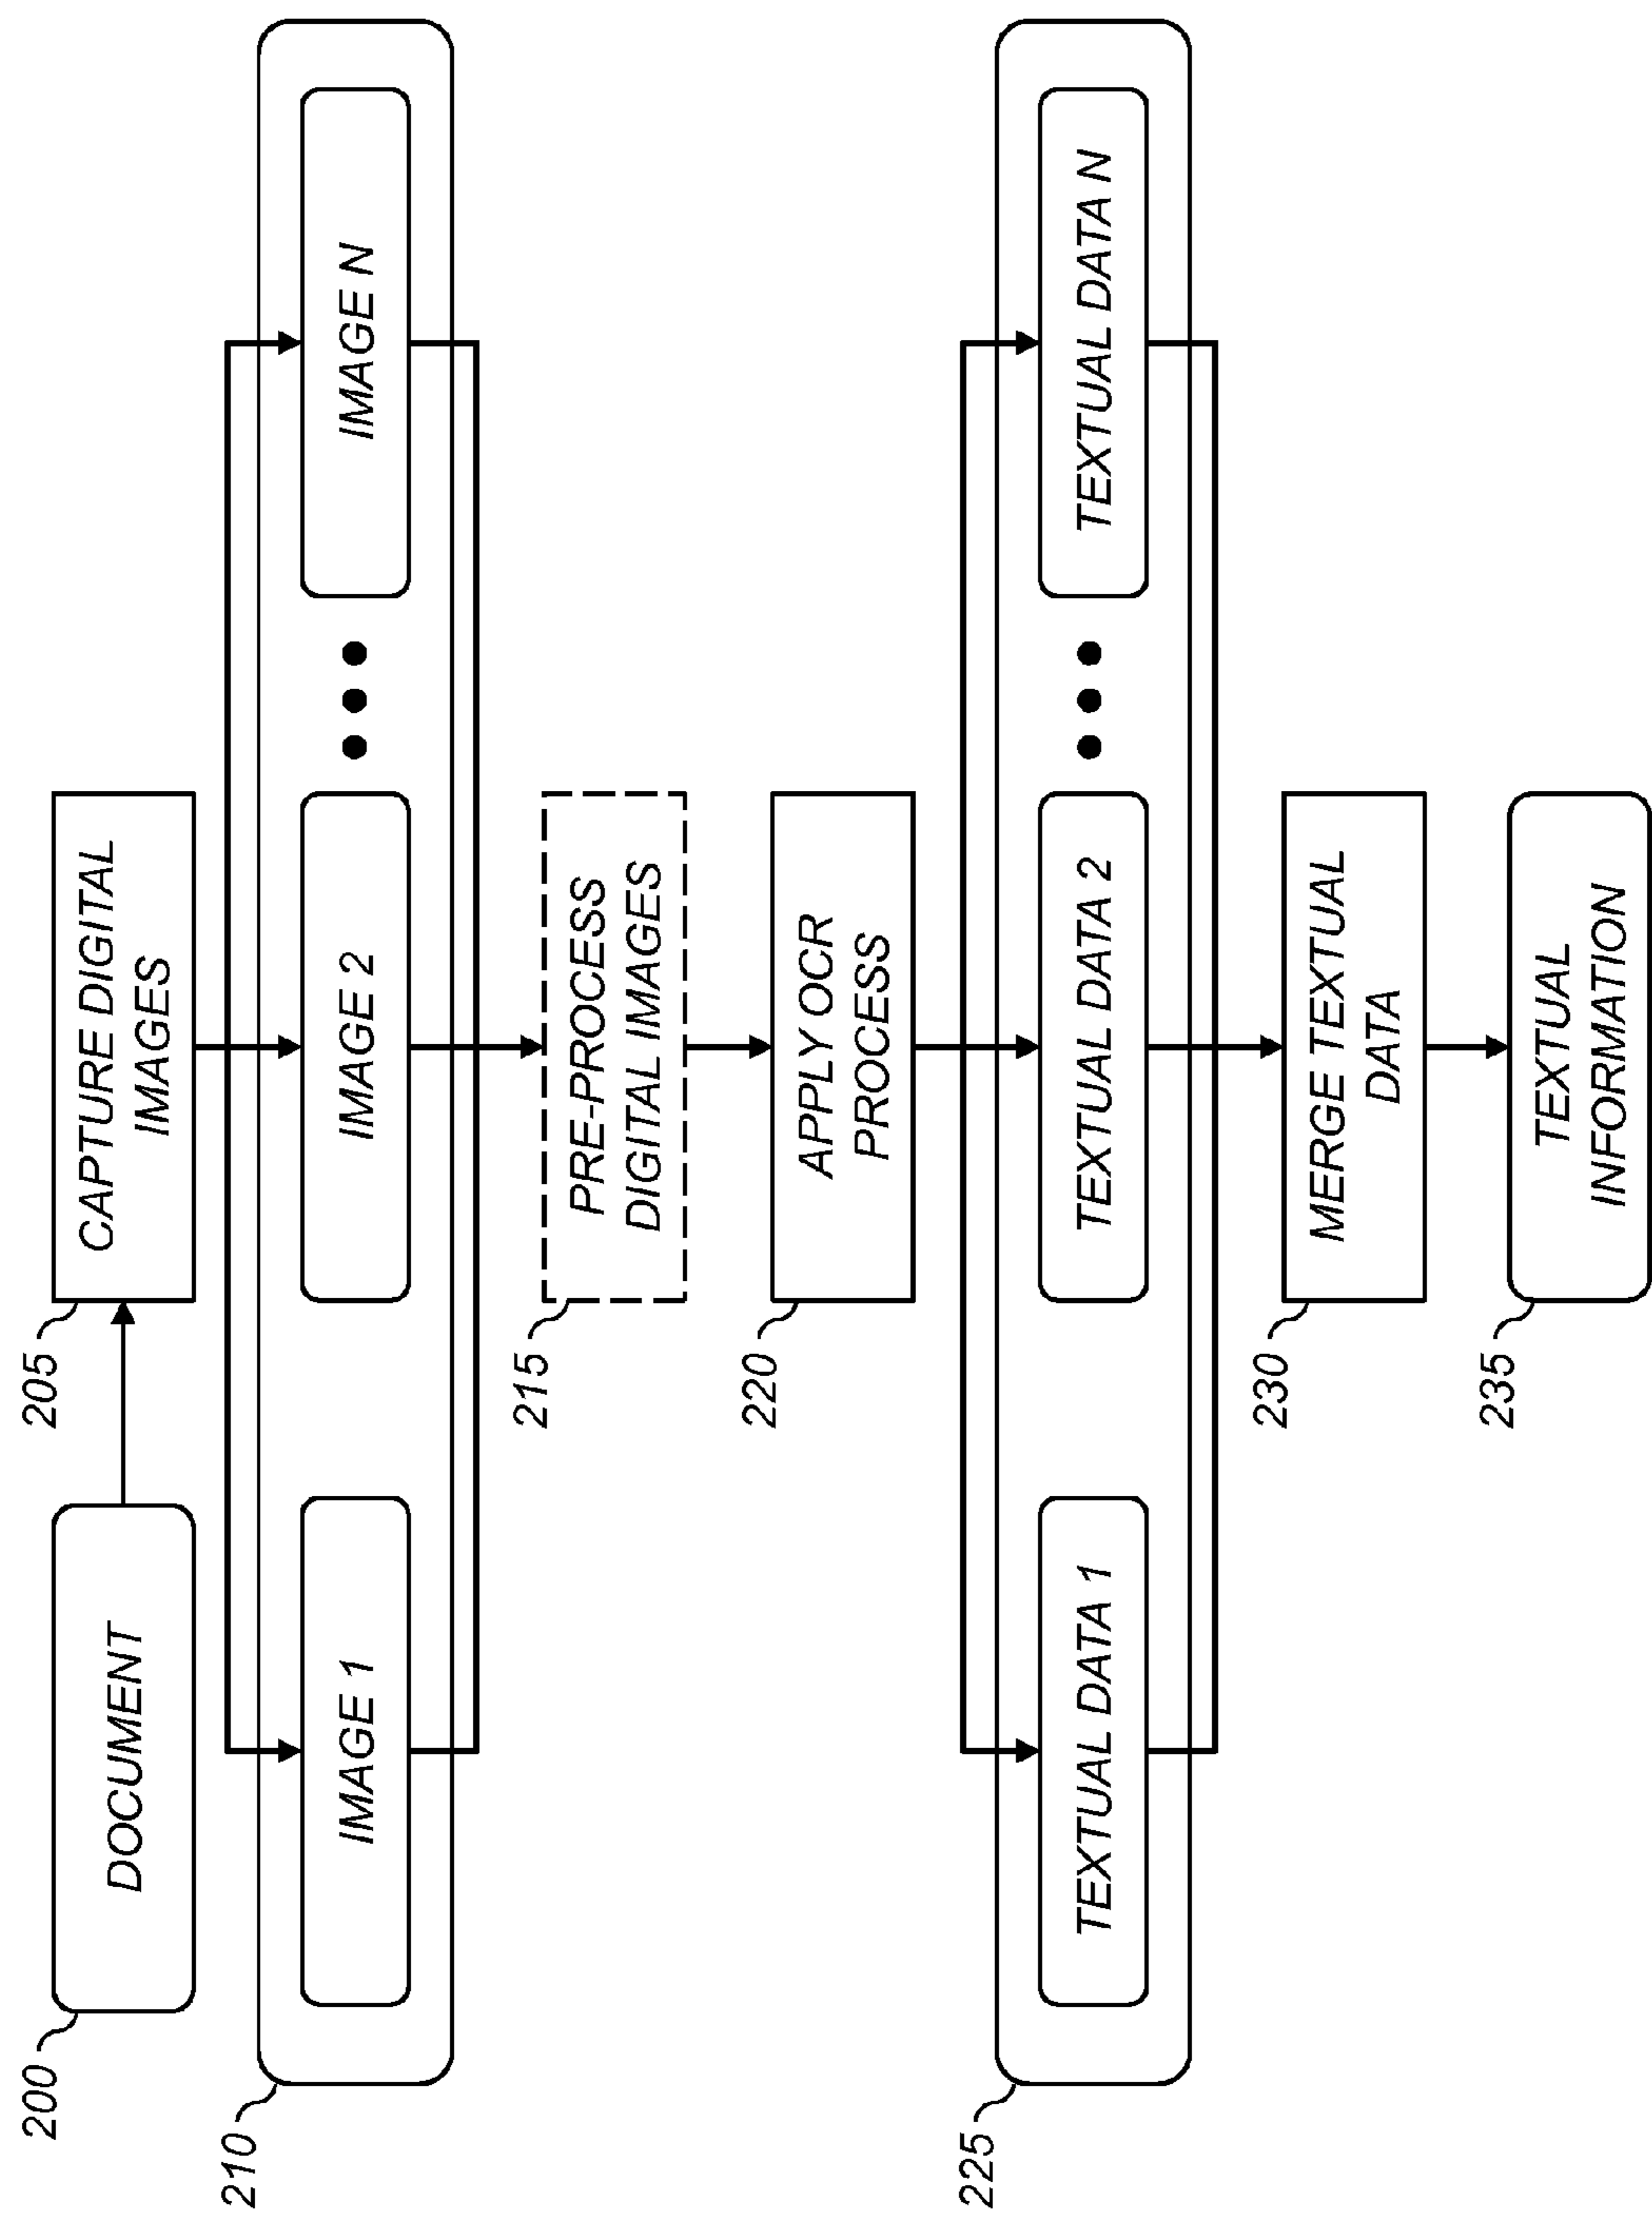 200
DOCUMENT
205
CAPTURE DIGITAL
IMAGES
210
IMAGE 1
IMAGE 2
IMAGE N
215
PRE-PROCESS
DIGITAL IMAGES
220
APPLY OCR
PROCESS
225
TEXTUAL DATA 1
TEXTUAL DATA 2
TEXTUAL DATA N
230
MERGE TEXTUAL
DATA
235
TEXTUAL
INFORMATION